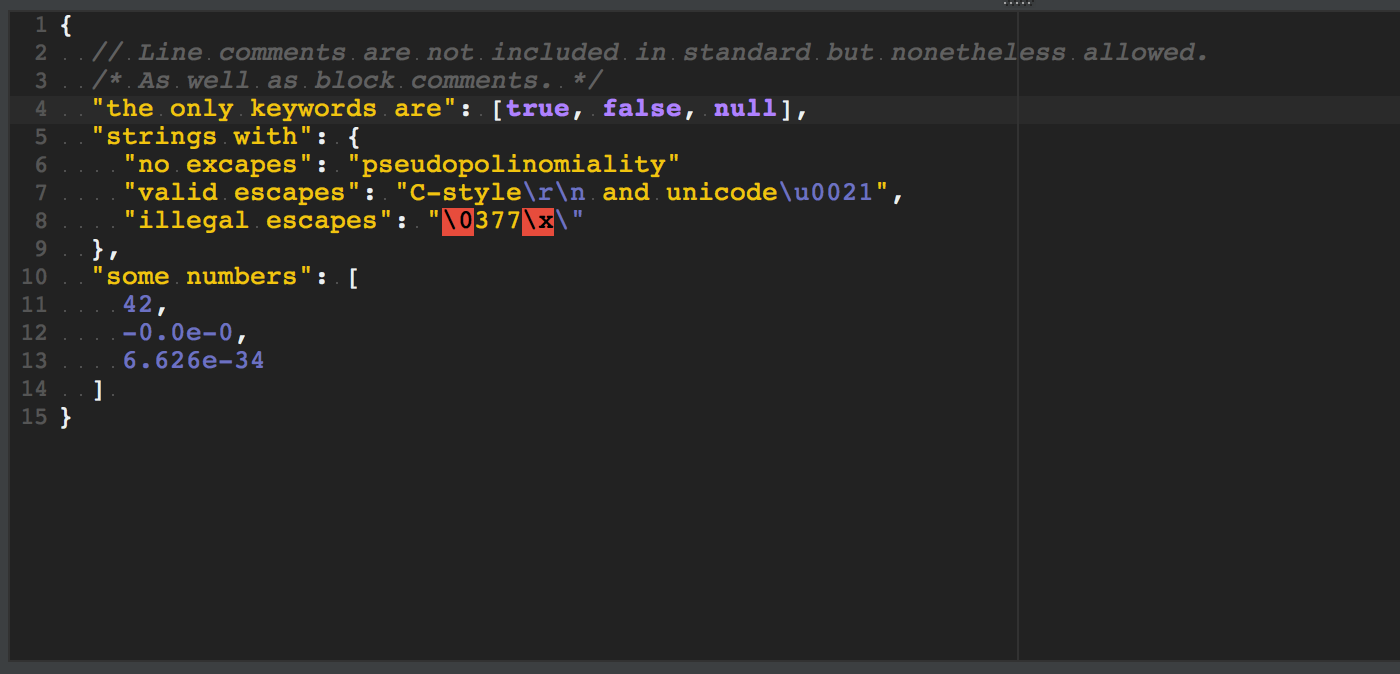 1 {
2   // Line comments are not included in standard but nonetheless allowed.
3   /* As well as block comments. */
4   "the only keywords are": [true, false, null],
5   "strings with": {
6     "no excapes": "pseudopolinomiality"
7     "valid escapes": "C-style\r\n and unicode\u0021",
8     "illegal escapes": "\0377\x\"
9   },
10   "some numbers": [
11     42,
12     -0.0e-0,
13     6.626e-34
14   ]
15 }